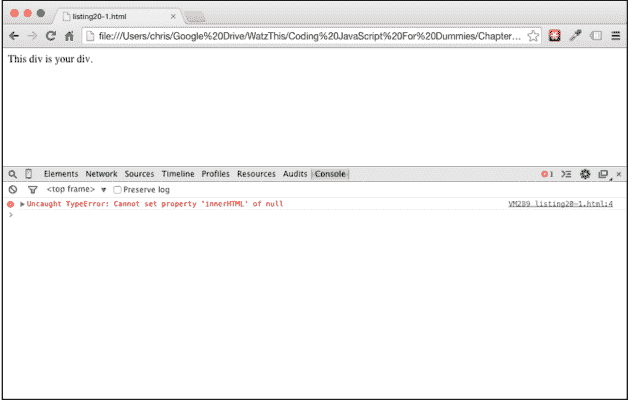 listing20-1.html
file:///Users/chris/Google%20Drive/WatzThis/Coding%20JavaScript%20For%20Dummies/Chapter...
This div is your div.
Elements Network Sources Timeline Profiles Resources Audits Console 1
<top frame> Preserve log
Uncaught TypeError: Cannot set property 'innerHTML' of null VM289 listing20-1.html:4